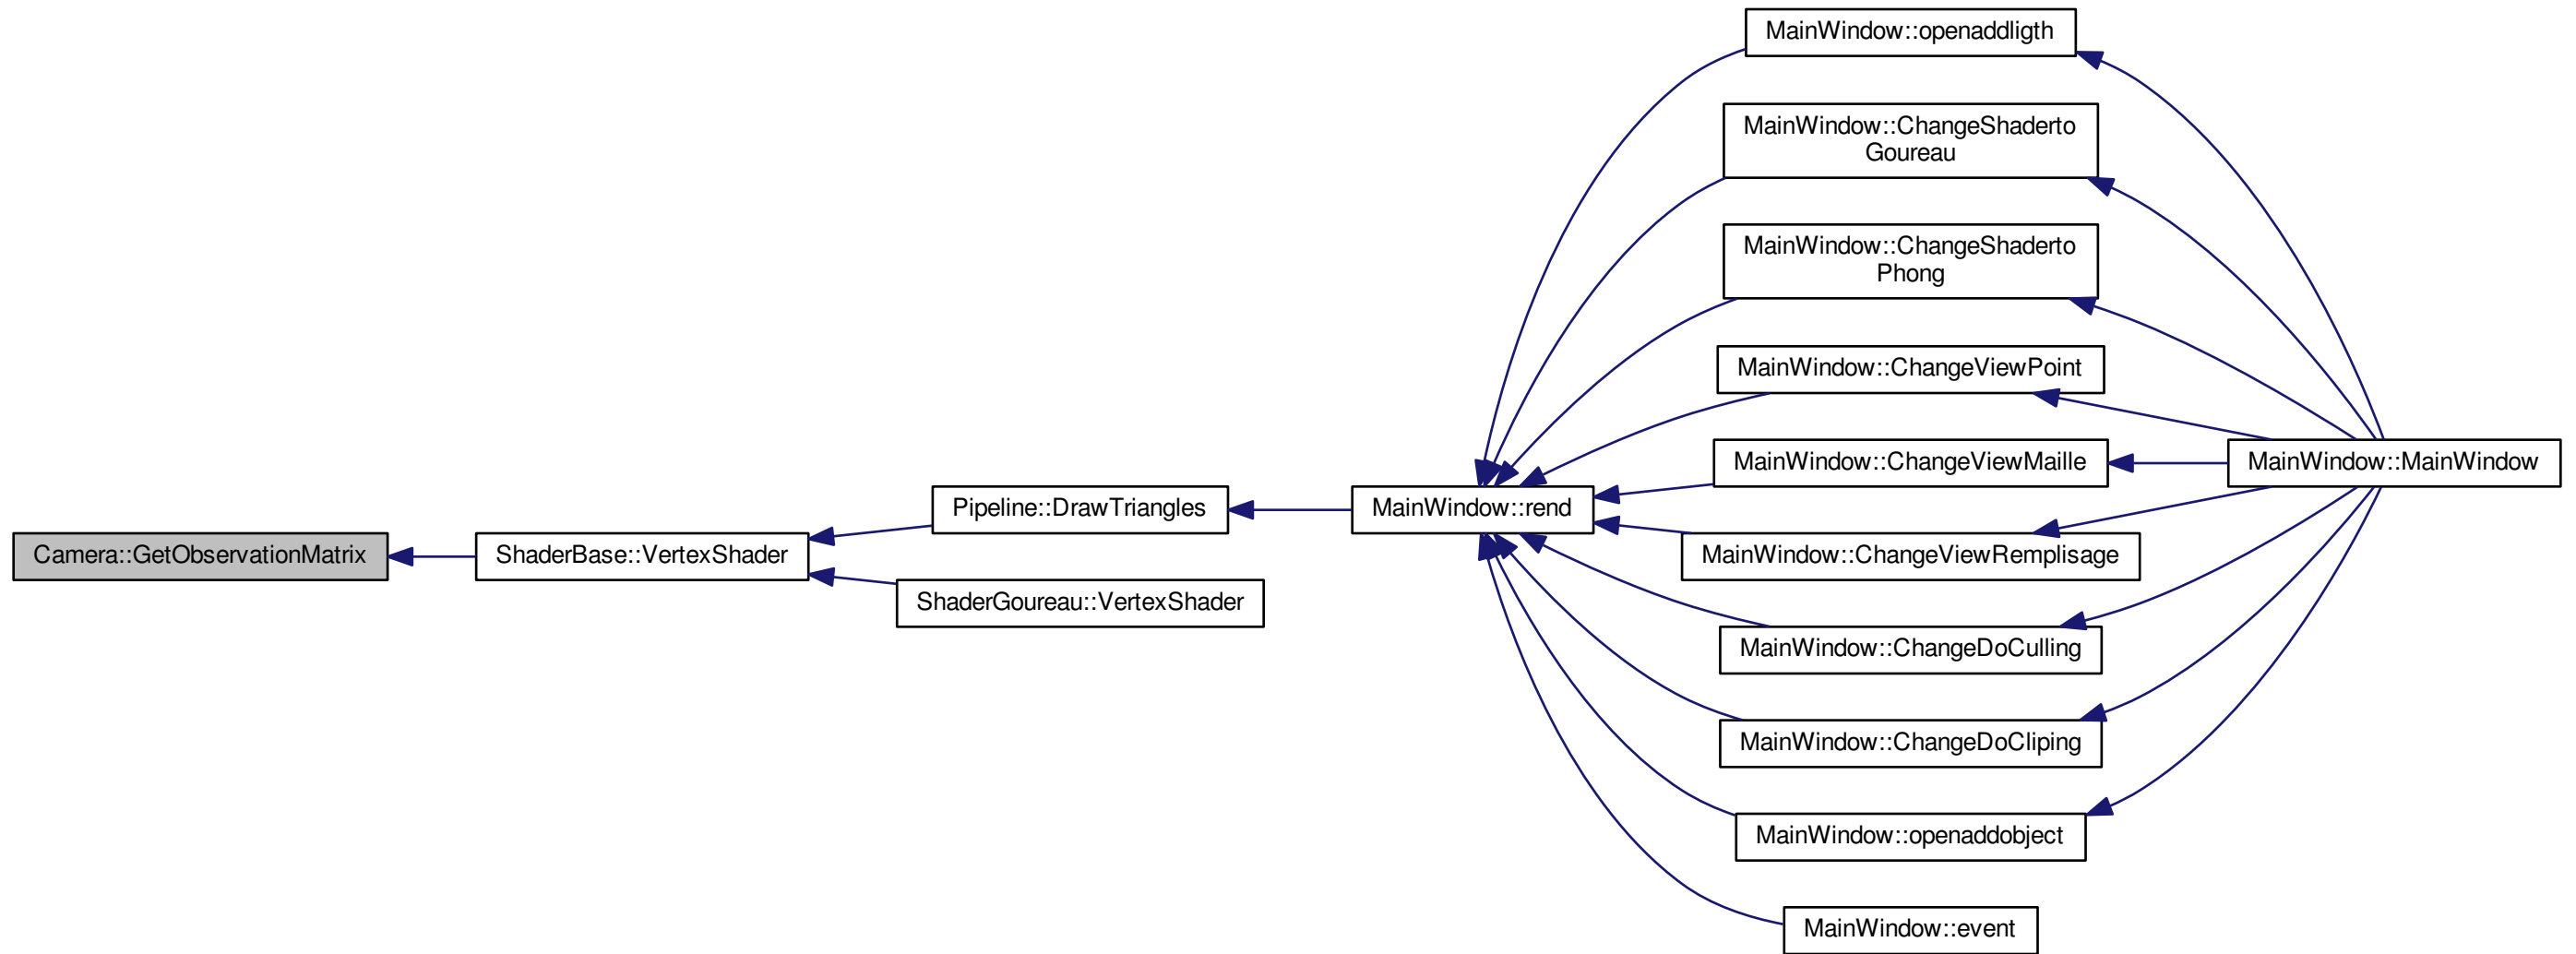 Camera::GetObservationMatrix
ShaderBase::VertexShader
Pipeline::DrawTriangles
ShaderGoureau::VertexShader
MainWindow::rend
MainWindow::openaddligth
MainWindow::ChangeShaderto
Goureau
MainWindow::ChangeShaderto
Phong
MainWindow::ChangeViewPoint
MainWindow::ChangeViewMaille
MainWindow::ChangeViewRemplisage
MainWindow::ChangeDoCulling
MainWindow::ChangeDoCliping
MainWindow::openaddobject
MainWindow::event
MainWindow::MainWindow